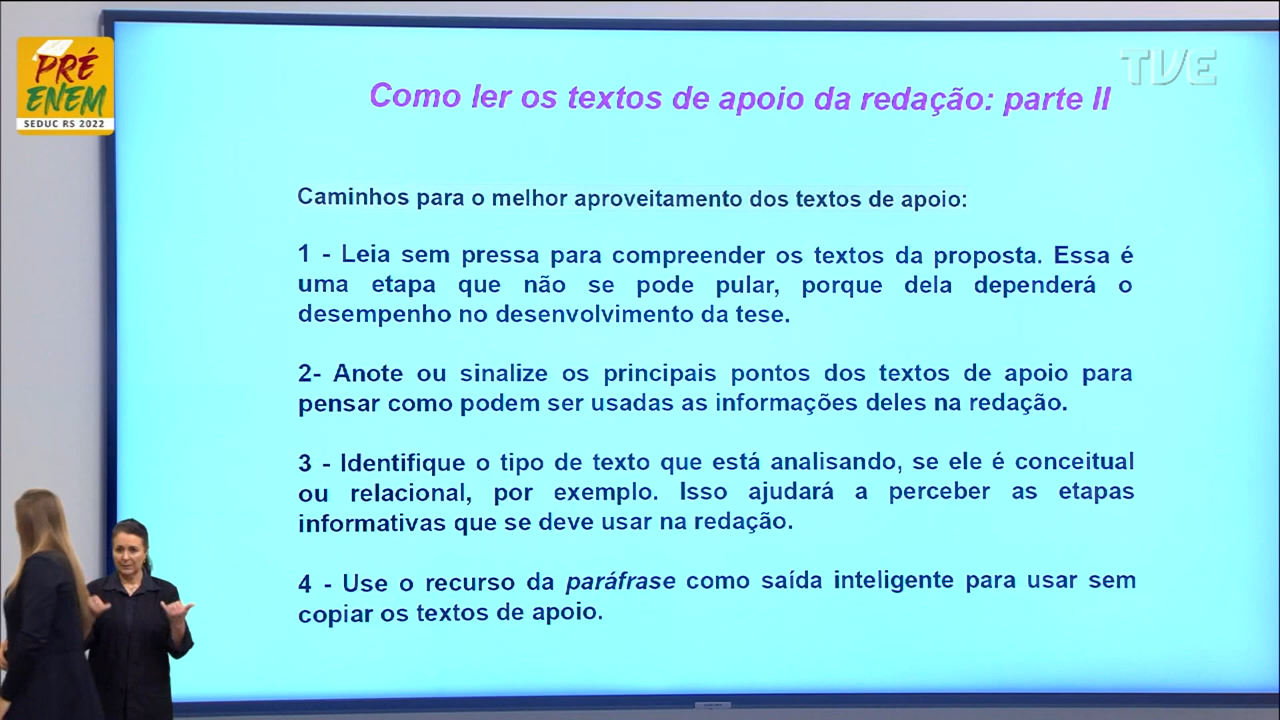 PRÉ
ENEM
SEDUC RS 2022
TVE
Como ler os textos de apoio da redação: parte II
Caminhos para o melhor aproveitamento dos textos de apoio:
1 - Leia sem pressa para compreender os textos da proposta. Essa é
uma etapa que não se pode pular, porque dela dependerá o
desempenho no desenvolvimento da tese.
2- Anote ou sinalize os principais pontos dos textos de apoio para
pensar como podem ser usadas as informações deles na redação.
3 - Identifique o tipo de texto que está analisando, se ele é conceitual
ou relacional, por exemplo. Isso ajudará a perceber as etapas
informativas que se deve usar na redação.
4 - Use o recurso da paráfrase como saída inteligente para usar sem
copiar os textos de apoio.